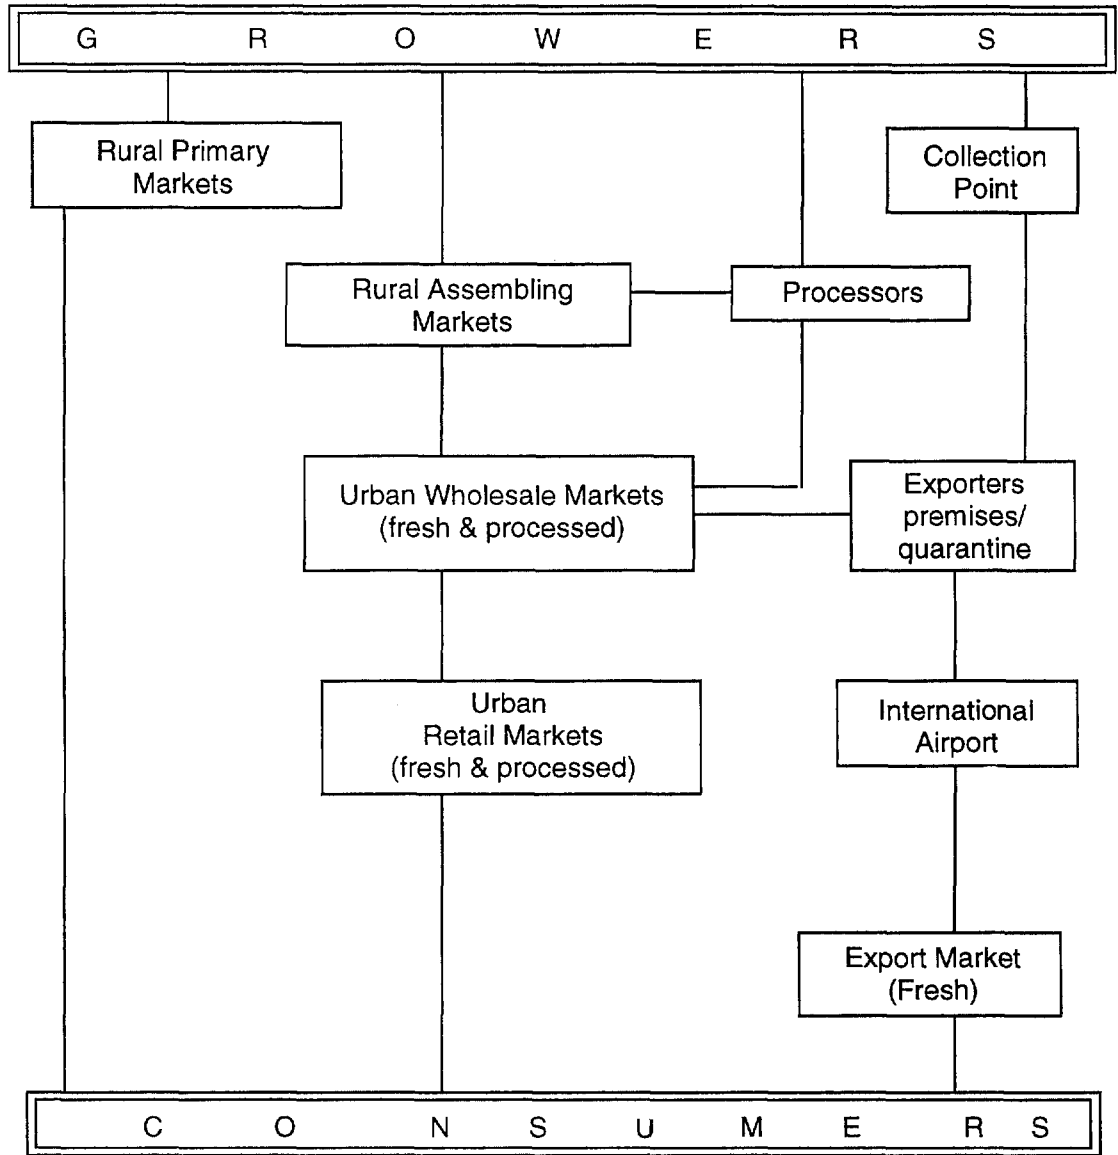 G R O W E R S
Rural Primary
Markets
Collection
Point
Rural Assembling
Markets
Processors
Urban Wholesale Markets
(fresh & processed)
Exporters
premises/
quarantine
Urban
Retail Markets
(fresh & processed)
International
Airport
Export Market
(Fresh)
C O N S U M E R S